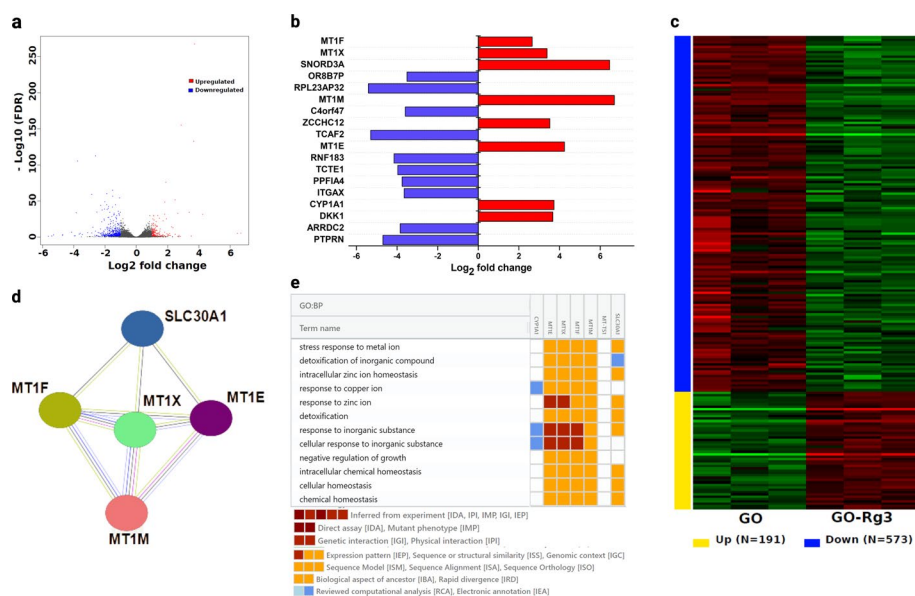 a
250
200
150
100
50
0
- Log10 (FDR)
Upregulated
Downregulated
-6 -4 -2 0 2 4 6
Log2 fold change
b
MT1F
MT1X
SNORD3A
OR8B7P
RPL23AP32
MT1M
C4orf47
ZCCHC12
TCAF2
MT1E
RNF183
TCTE1
PPFIA4
ITGAX
CYP1A1
DKK1
ARRDC2
PTPRN
-6 -4 -2 0 2 4 6
Log2 fold change
c
GO GO-Rg3
Up (N=191) Down (N=573)
d
SLC30A1
MT1F
MT1X
MT1E
MT1M
e
GO:BP
Term name
CYP1A1 MT1E MT1X MT1F MT1M SLC30A1
stress response to metal ion
detoxification of inorganic compound
intracellular zinc ion homeostasis
response to copper ion
response to zinc ion
detoxification
response to inorganic substance
cellular response to inorganic substance
negative regulation of growth
intracellular chemical homeostasis
cellular homeostasis
chemical homeostasis
Inferred from experiment [IDA, IPI, IMP, IGI, IEP]
Direct assay [IDA], Mutant phenotype [IMP]
Genetic interaction [IGI], Physical interaction [IPI]
Expression pattern [IEP], Sequence or structural similarity [ISS], Genomic context [IGC]
Sequence Model [ISM], Sequence Alignment [ISA], Sequence Orthology [ISO]
Biological aspect of ancestor [IBA], Rapid divergence [IRD]
Reviewed computational analysis [RCA], Electronic annotation [IEA]